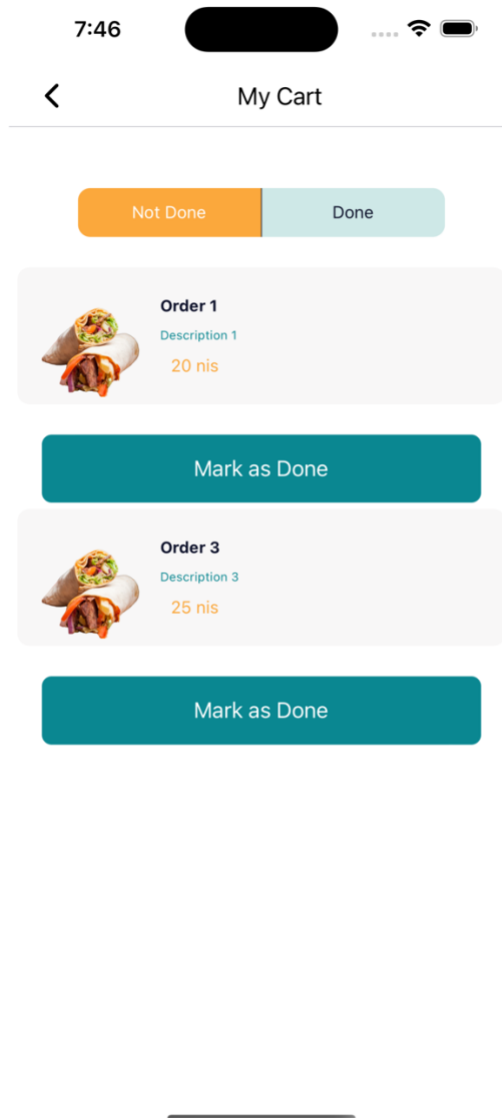 7:46
My Cart
Not Done
Done
Order 1
Description 1
20 nis
Mark as Done
Order 3
Description 3
25 nis
Mark as Done